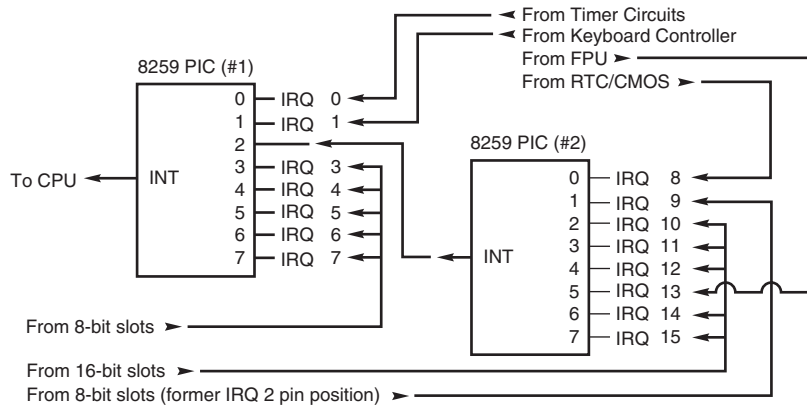 From Timer Circuits
From Keyboard Controller
From FPU
From RTC/CMOS
8259 PIC (#1)
0 IRQ 0
1 IRQ 1
2
3 IRQ 3
4 IRQ 4
5 IRQ 5
6 IRQ 6
7 IRQ 7
To CPU
INT
8259 PIC (#2)
0 IRQ 8
1 IRQ 9
2 IRQ 10
3 IRQ 11
4 IRQ 12
5 IRQ 13
6 IRQ 14
7 IRQ 15
INT
From 8-bit slots
From 16-bit slots
From 8-bit slots (former IRQ 2 pin position)